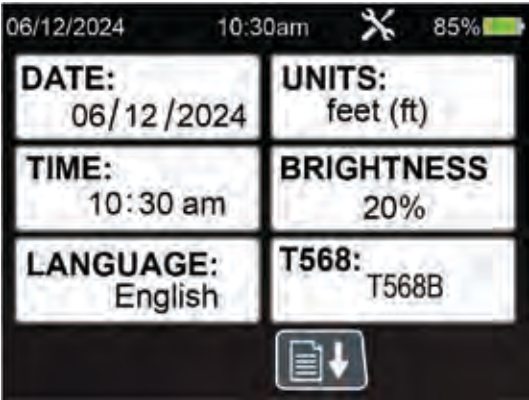 06/12/2024 10:30am 85%
DATE:
06/12/2024
UNITS:
feet (ft)
TIME:
10:30 am
BRIGHTNESS
20%
LANGUAGE:
English
T568:
T568B